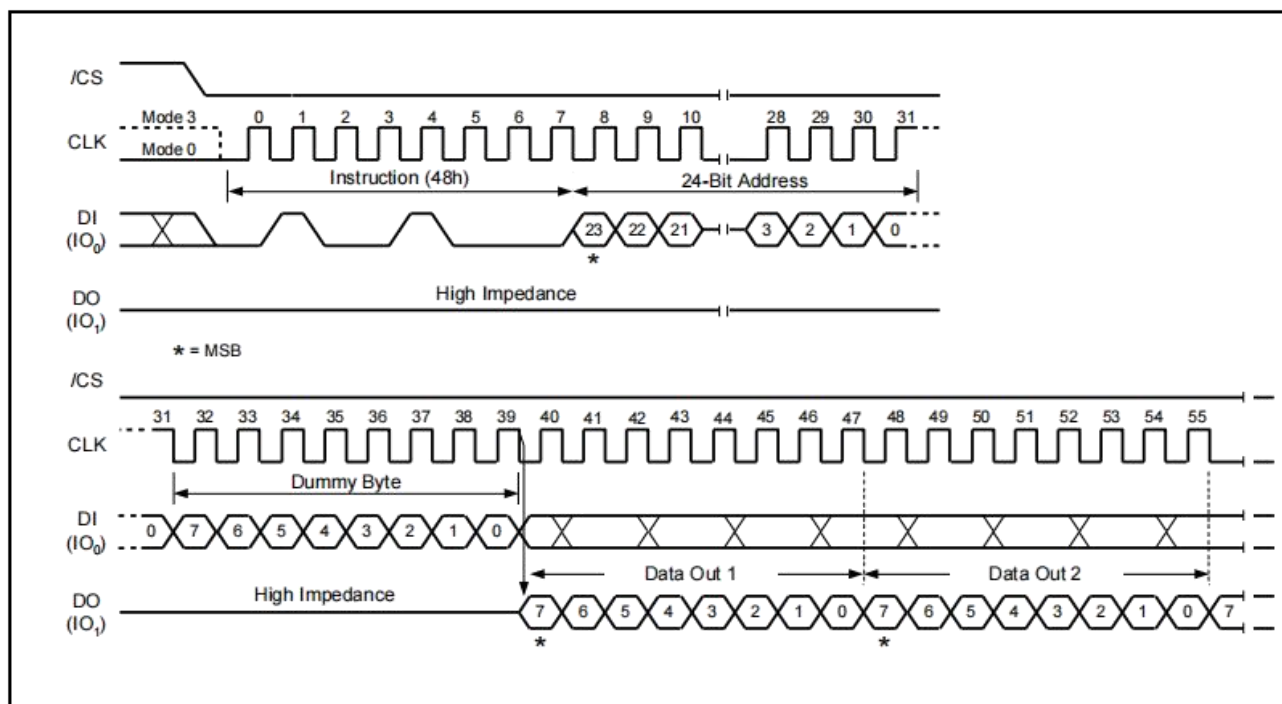 /CS
Mode 3 0 1 2 3 4 5 6 7 8 9 10 28 29 30 31
CLK
Mode 0
Instruction (48h) 24-Bit Address
DI
(IO0) 23 22 21 3 2 1 0
*
DO High Impedance
(IO1)
* = MSB
/CS
31 32 33 34 35 36 37 38 39 40 41 42 43 44 45 46 47 48 49 50 51 52 53 54 55
CLK
Dummy Byte
DI
(IO0) 0 7 6 5 4 3 2 1 0
Data Out 1 Data Out 2
High Impedance
DO
(IO1) 7 6 5 4 3 2 1 0 7 6 5 4 3 2 1 0 7
* *